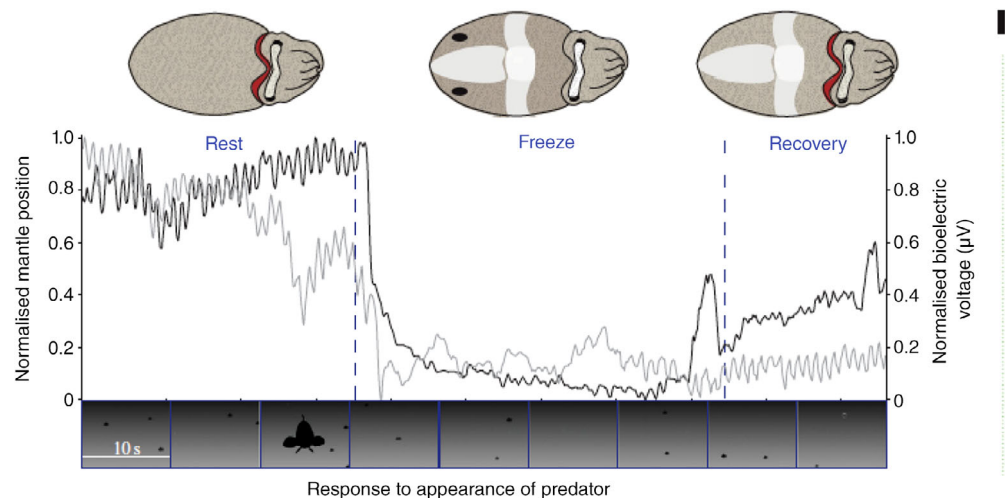 Rest
Freeze
Recovery
Normalised mantle position
1.0
0.8
0.6
0.4
0.2
0
1.0
0.8
0.6
0.4
0.2
0
Normalised bioelectric
voltage (µV)
10 s
Response to appearance of predator